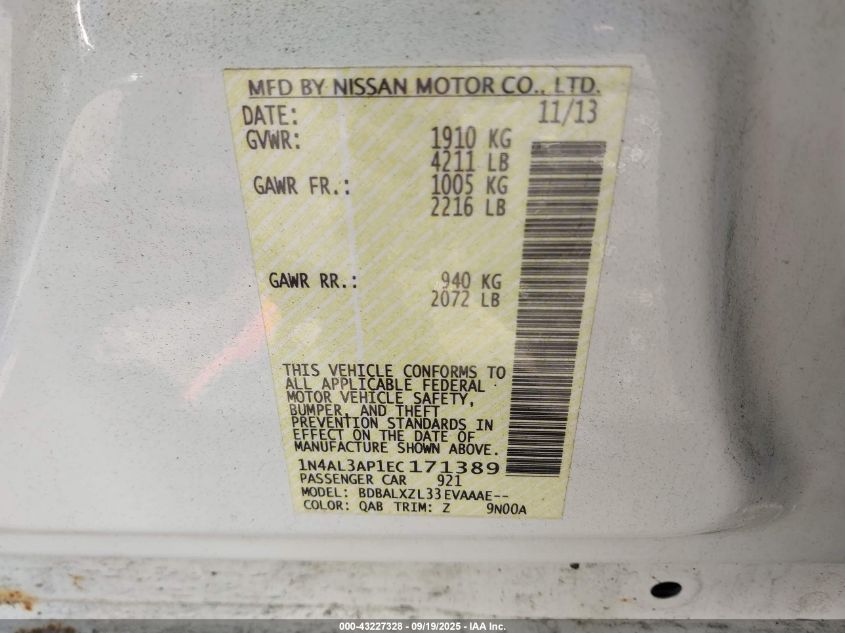 MFD BY NISSAN MOTOR CO., LTD.
DATE: 11/13
GVWR: 1910 KG
4211 LB
GAWR FR.: 1005 KG
2216 LB
GAWR RR.: 940 KG
2072 LB
THIS VEHICLE CONFORMS TO
ALL APPLICABLE FEDERAL
MOTOR VEHICLE SAFETY,
BUMPER, AND THEFT
PREVENTION STANDARDS IN
EFFECT ON THE DATE OF
MANUFACTURE SHOWN ABOVE.
1N4AL3AP1EC171389
PASSENGER CAR 921
MODEL: BDBALXZL33EVAAAE--
COLOR: QAB TRIM: Z 9N00A
000-43227328 - 09/19/2025 - IAA Inc.